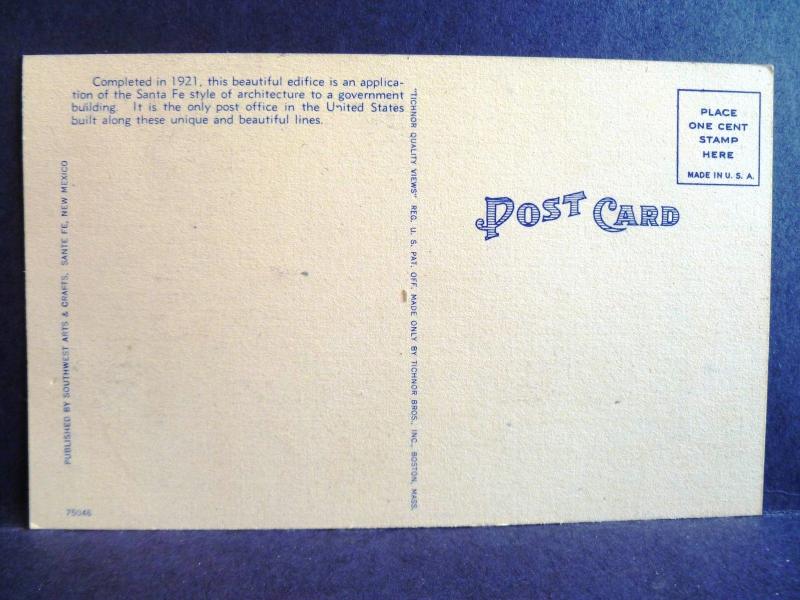 Completed in 1921, this beautiful edifice is an applica-
tion of the Santa Fe style of architecture to a government
building. It is the only post office in the United States
built along these unique and beautiful lines.
PUBLISHED BY SOUTHWEST ARTS & CRAFTS, SANTA FE, NEW MEXICO
75046
"TICHNOR QUALITY VIEWS" REG. U. S. PAT. OFF. MADE ONLY BY TICHNOR BROS., INC., BOSTON, MASS.
POST CARD
PLACE
ONE CENT
STAMP
HERE
MADE IN U. S. A.